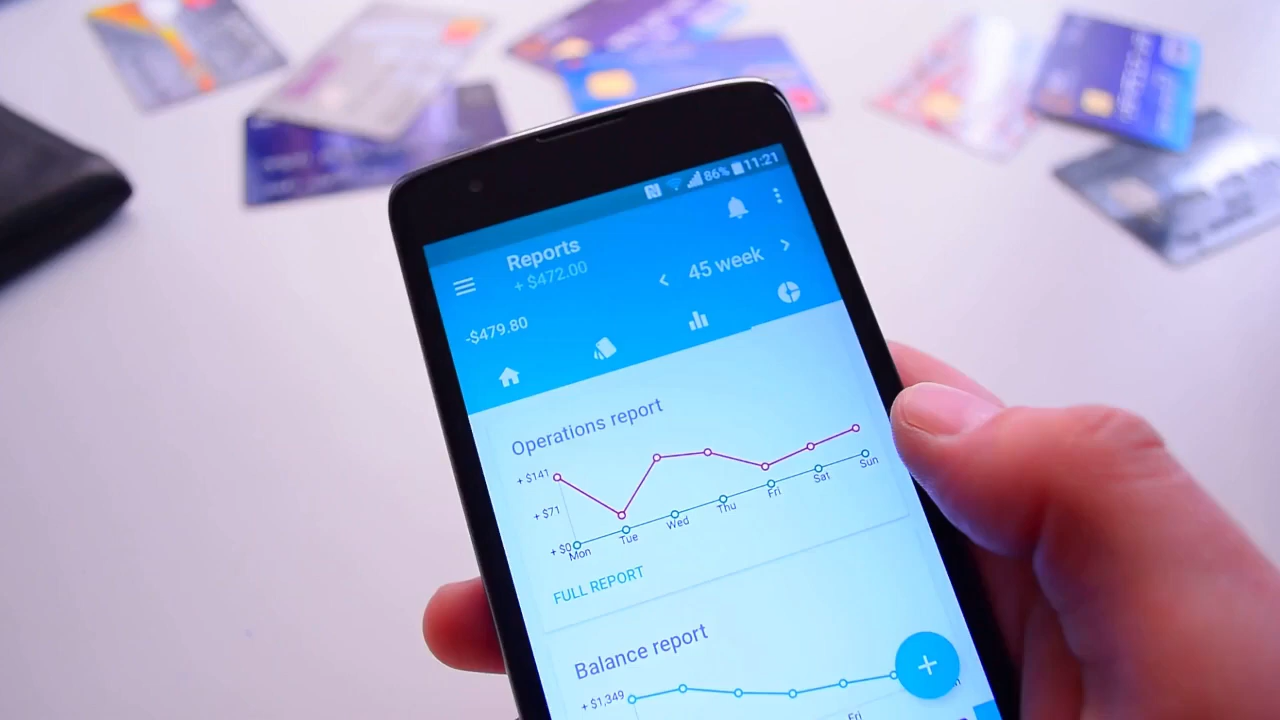 86% 11:21
Reports
+ $472.00
45 week
-$479.80
Operations report
+ $141
+ $71
+ $0
Mon Tue Wed Thu Fri Sat Sun
FULL REPORT
Balance report
+ $1,349
Fri